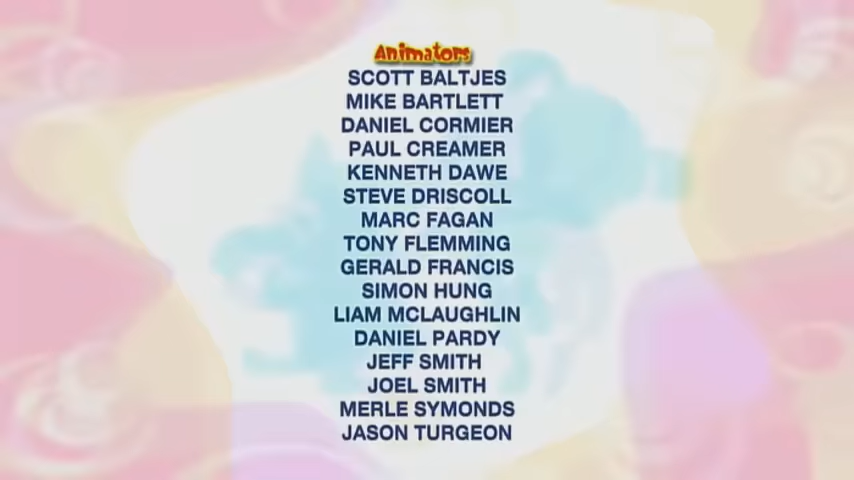 Animators
SCOTT BALTJES
MIKE BARTLETT
DANIEL CORMIER
PAUL CREAMER
KENNETH DAWE
STEVE DRISCOLL
MARC FAGAN
TONY FLEMMING
GERALD FRANCIS
SIMON HUNG
LIAM MCLAUGHLIN
DANIEL PARDY
JEFF SMITH
JOEL SMITH
MERLE SYMONDS
JASON TURGEON